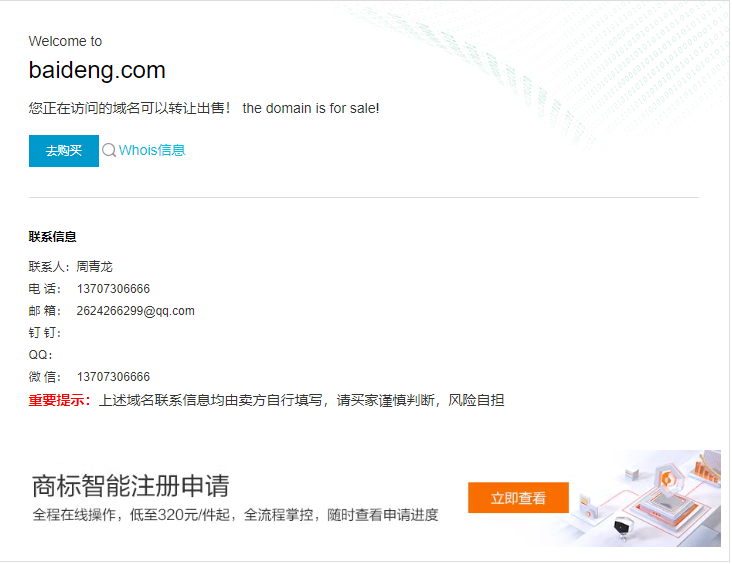 Welcome to
baideng.com
您正在访问的域名可以转让出售！ the domain is for sale!
去购买 Whois信息
联系信息
联系人：周青龙
电 话： 13707306666
邮 箱： 2624266299@qq.com
钉 钉：
QQ：
微 信： 13707306666
重要提示：上述域名联系信息均由卖方自行填写，请买家谨慎判断，风险自担
商标智能注册申请
全程在线操作，低至320元/件起，全流程掌控，随时查看申请进度
立即查看